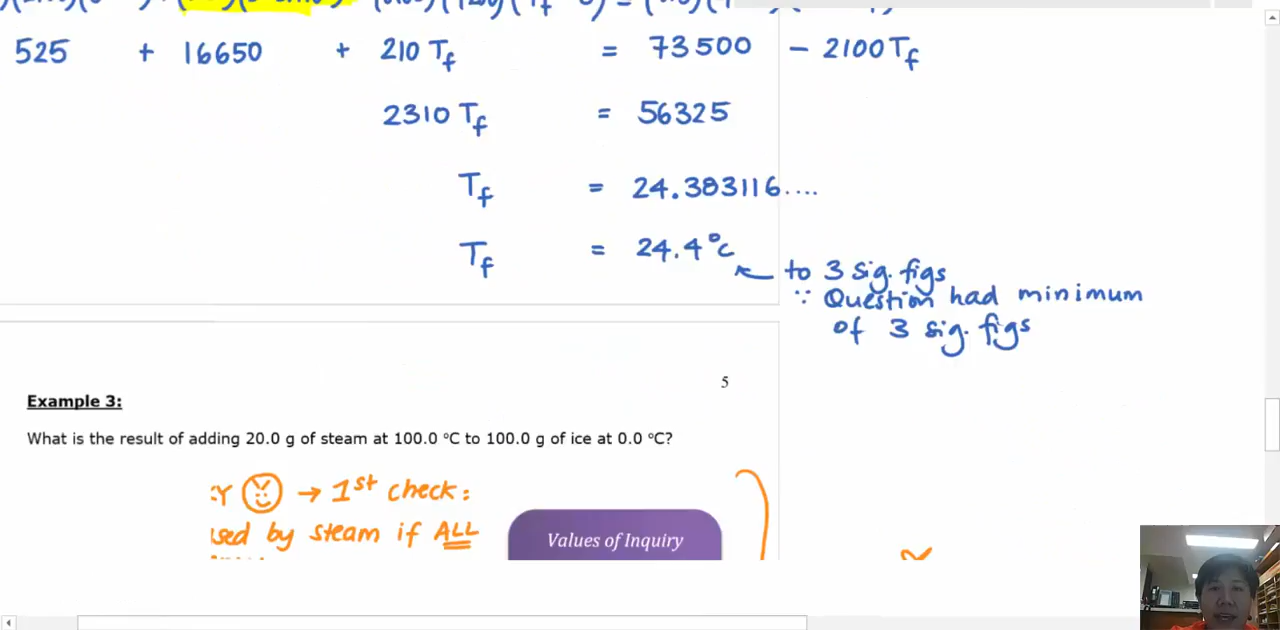 525 + 16650 + 210 Tf = 73500 − 2100Tf
2310 Tf = 56325
Tf = 24.383116....
Tf = 24.4°C
to 3 sig. figs
∵ Question had minimum
of 3 sig. figs
5
Example 3:
What is the result of adding 20.0 g of steam at 100.0 °C to 100.0 g of ice at 0.0 °C?
→ 1st check:
by steam if ALL
Values of Inquiry